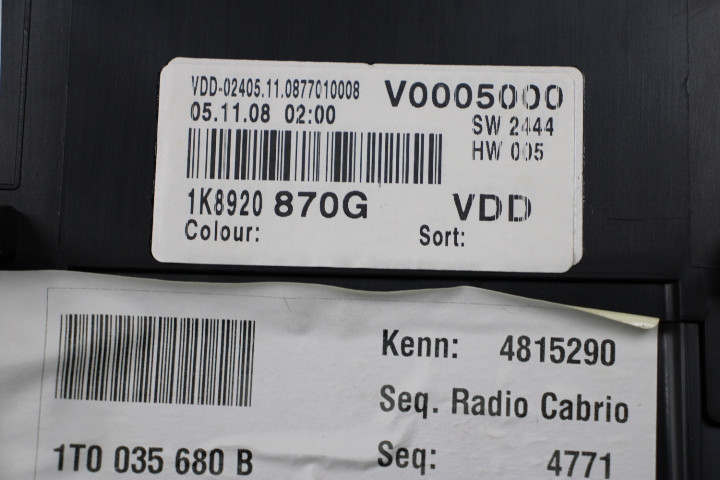 VDD-02405.11.0877010008 V0005000
05.11.08 02:00 SW 2444
HW 005
1K8920 870G VDD
Colour: Sort:
Kenn: 4815290
Seq. Radio Cabrio
1T0 035 680 B Seq: 4771